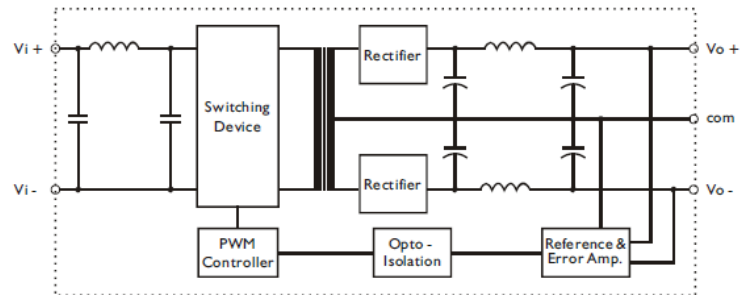 Vi +
Rectifier
Vo +
Switching
Device
com
Rectifier
Vi -
Vo -
PWM
Controller
Opto -
Isolation
Reference &
Error Amp.